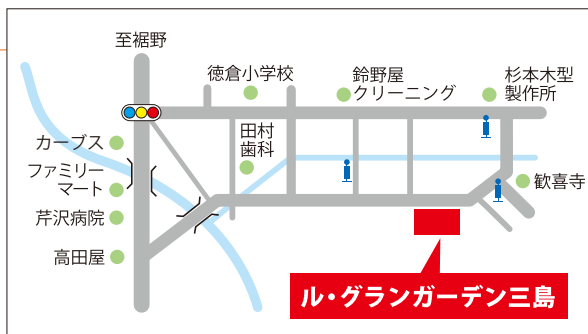 至裾野
徳倉小学校
鈴野屋
クリーニング
杉本木型
製作所
カーブス
田村
歯科
ファミリー
マート
歓喜寺
芹沢病院
高田屋
ル・グランガーデン三島